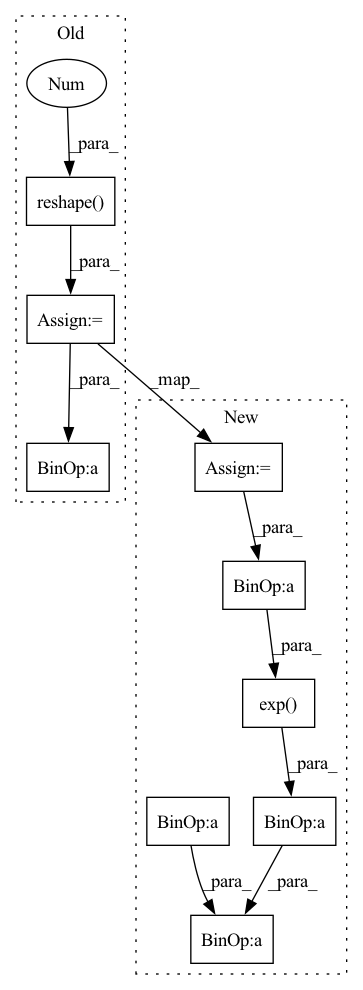 Old
Num
_para_
reshape()
_para_
Assign:=
_para_
_map_
BinOp:a
New
Assign:=
_para_
BinOp:a
_para_
exp()
_para_
BinOp:a
BinOp:a
_para_
_para_
BinOp:a